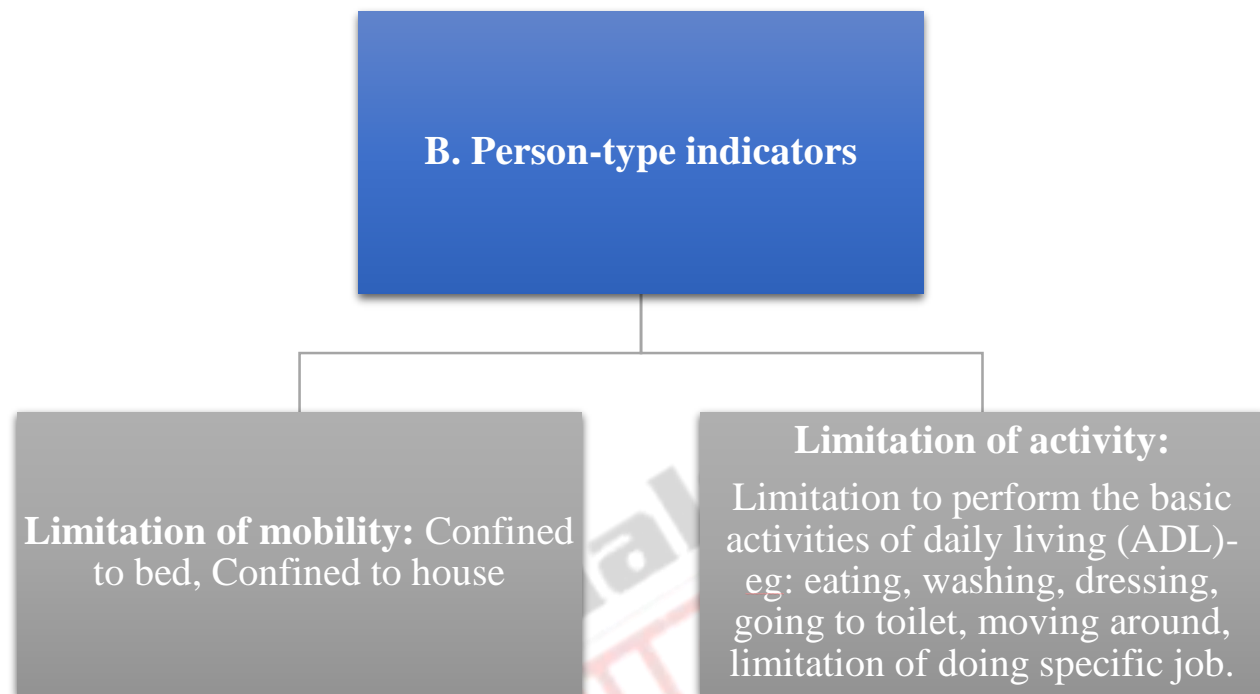 B. Person-type indicators
Limitation of mobility: Confined
to bed, Confined to house
Limitation of activity:
Limitation to perform the basic
activities of daily living (ADL)-
eg: eating, washing, dressing,
going to toilet, moving around,
limitation of doing specific job.